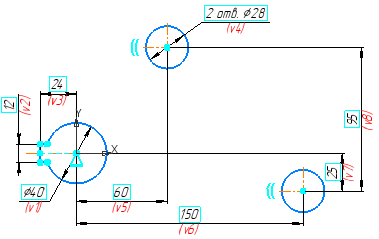 2 отв. ⌀28
(v4)
24
(v3)
12
(v2)
Y
X
95
(v8)
⌀40
(v1)
60
(v5)
25
(v7)
150
(v6)